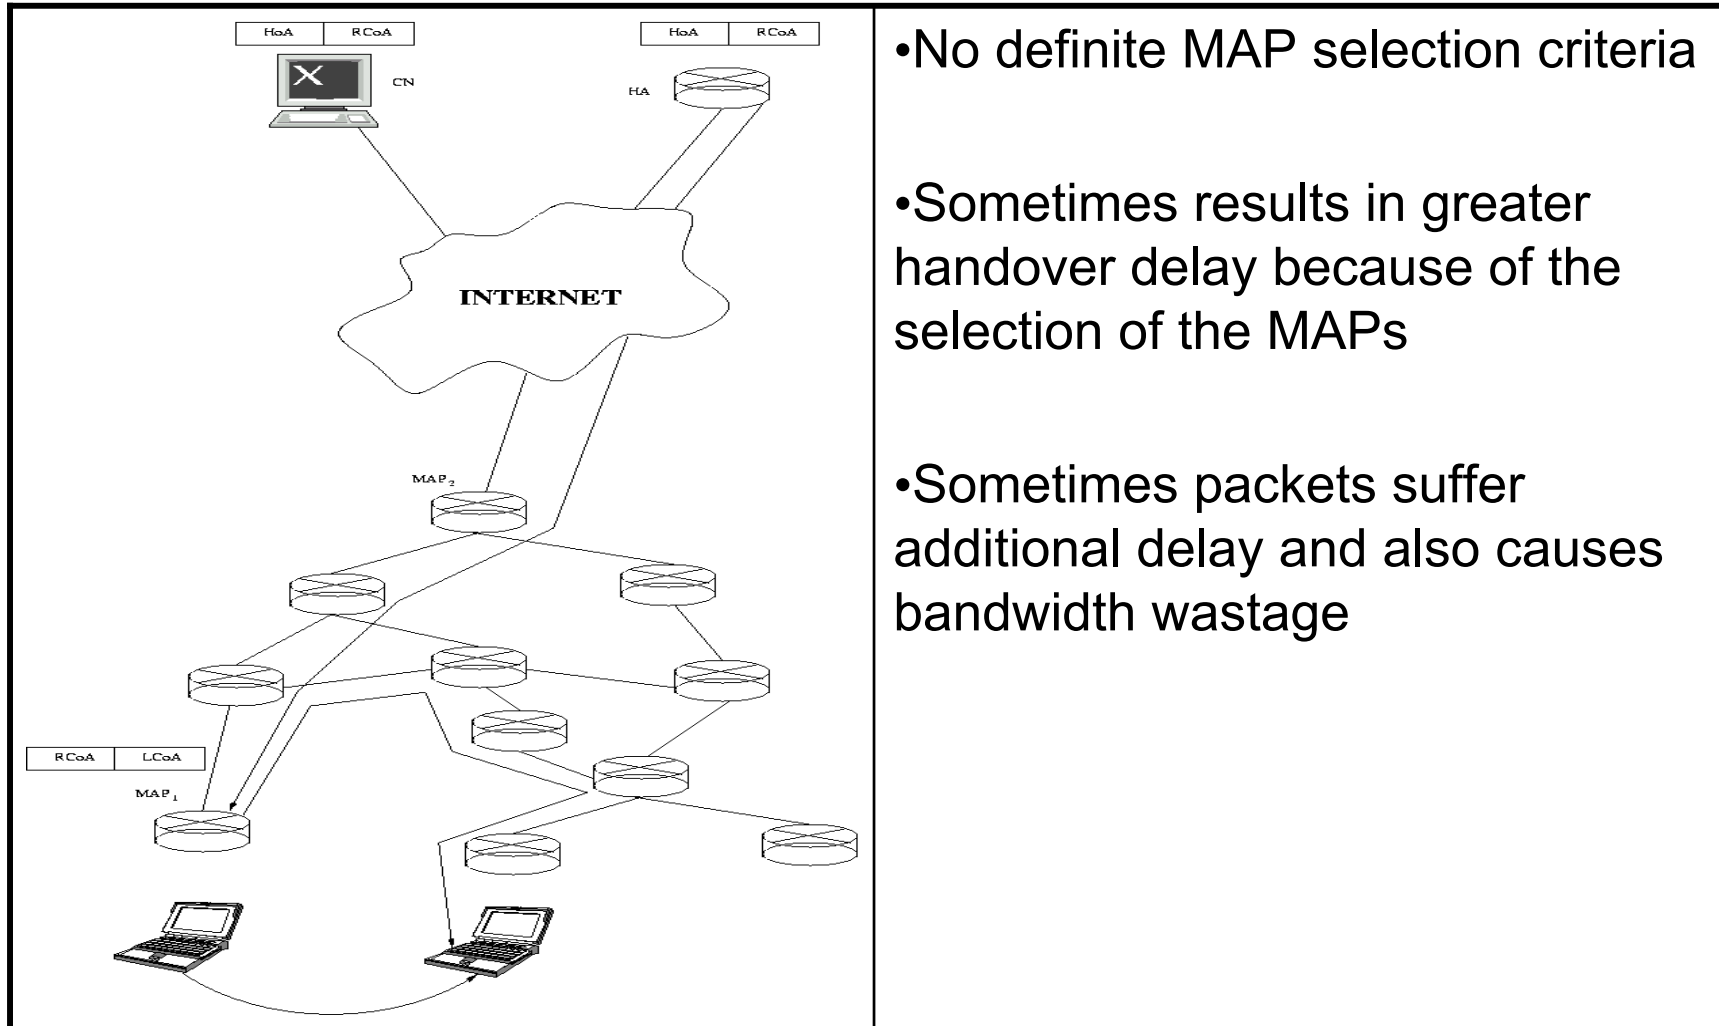 HoA RCoA
HoA RCoA
CN
HA
INTERNET
MAP2
RCoA LCoA
MAP1
•No definite MAP selection criteria
•Sometimes results in greater
handover delay because of the
selection of the MAPs
•Sometimes packets suffer
additional delay and also causes
bandwidth wastage